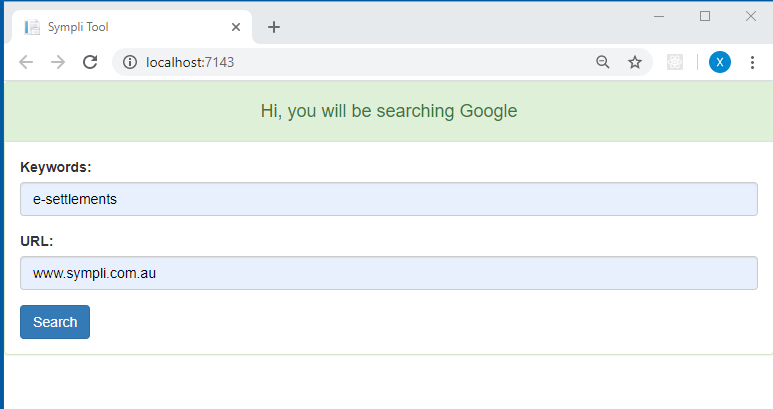 Sympli Tool
localhost:7143
X
Hi, you will be searching Google
Keywords:
e-settlements
URL:
www.sympli.com.au
Search